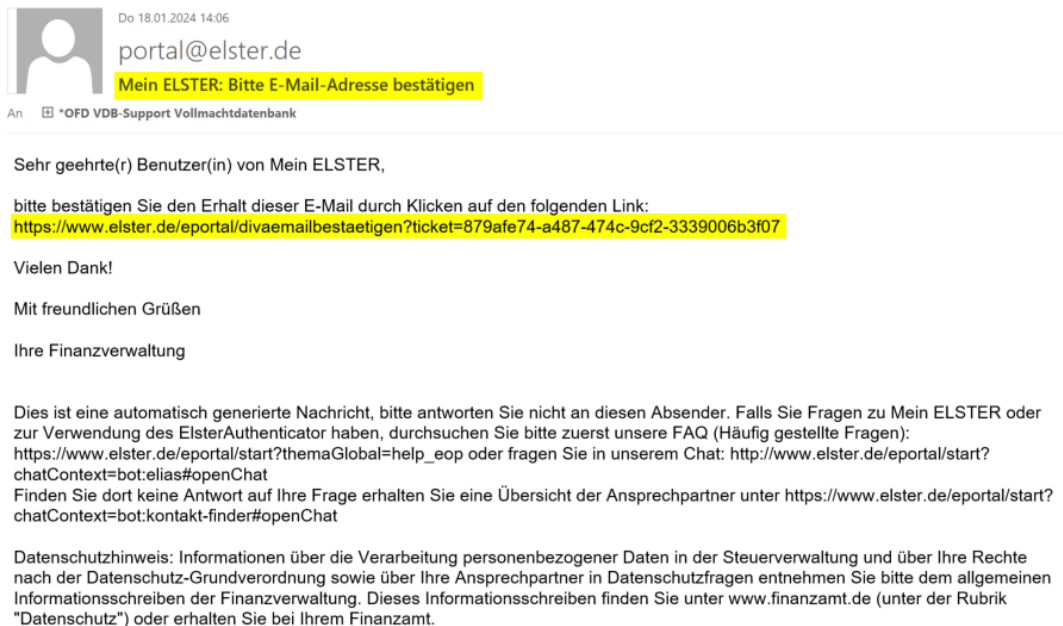 Do 18.01.2024 14:06
portal@elster.de
Mein ELSTER: Bitte E-Mail-Adresse bestätigen
An *OFD VDB-Support Vollmachtdatenbank
Sehr geehrte(r) Benutzer(in) von Mein ELSTER,
bitte bestätigen Sie den Erhalt dieser E-Mail durch Klicken auf den folgenden Link:
https://www.elster.de/eportal/divaemailbestaetigen?ticket=879afe74-a487-474c-9cf2-3339006b3f07
Vielen Dank!
Mit freundlichen Grüßen
Ihre Finanzverwaltung
Dies ist eine automatisch generierte Nachricht, bitte antworten Sie nicht an diesen Absender. Falls Sie Fragen zu Mein ELSTER oder
zur Verwendung des ElsterAuthenticator haben, durchsuchen Sie bitte zuerst unsere FAQ (Häufig gestellte Fragen):
https://www.elster.de/eportal/start?themaGlobal=help_eop oder fragen Sie in unserem Chat: http://www.elster.de/eportal/start?
chatContext=bot:elias#openChat
Finden Sie dort keine Antwort auf Ihre Frage erhalten Sie eine Übersicht der Ansprechpartner unter https://www.elster.de/eportal/start?
chatContext=bot:kontakt-finder#openChat
Datenschutzhinweis: Informationen über die Verarbeitung personenbezogener Daten in der Steuerverwaltung und über Ihre Rechte
nach der Datenschutz-Grundverordnung sowie über Ihre Ansprechpartner in Datenschutzfragen entnehmen Sie bitte dem allgemeinen
Informationsschreiben der Finanzverwaltung. Dieses Informationsschreiben finden Sie unter www.finanzamt.de (unter der Rubrik
"Datenschutz") oder erhalten Sie bei Ihrem Finanzamt.